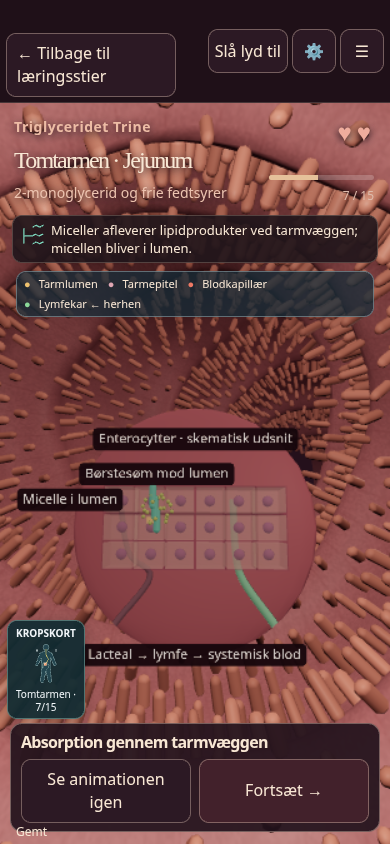 ← Tilbage til
læringsstier
Slå lyd til
Triglyceridet Trine
Tomtarmen · Jejunum
2-monoglycerid og frie fedtsyrer
7 / 15
Miceller afleverer lipidprodukter ved tarmvæggen;
micellen bliver i lumen.
Tarmlumen
Tarmepitel
Blodkapillær
Lymfekar ← herhen
Enterocytter · skematisk udsnit
Børstesøm mod lumen
Micelle i lumen
KROPSKORT
Tomtarmen ·
7/15
Lacteal → lymfe → systemisk blod
Absorption gennem tarmvæggen
Se animationen
igen
Fortsæt →
Gemt